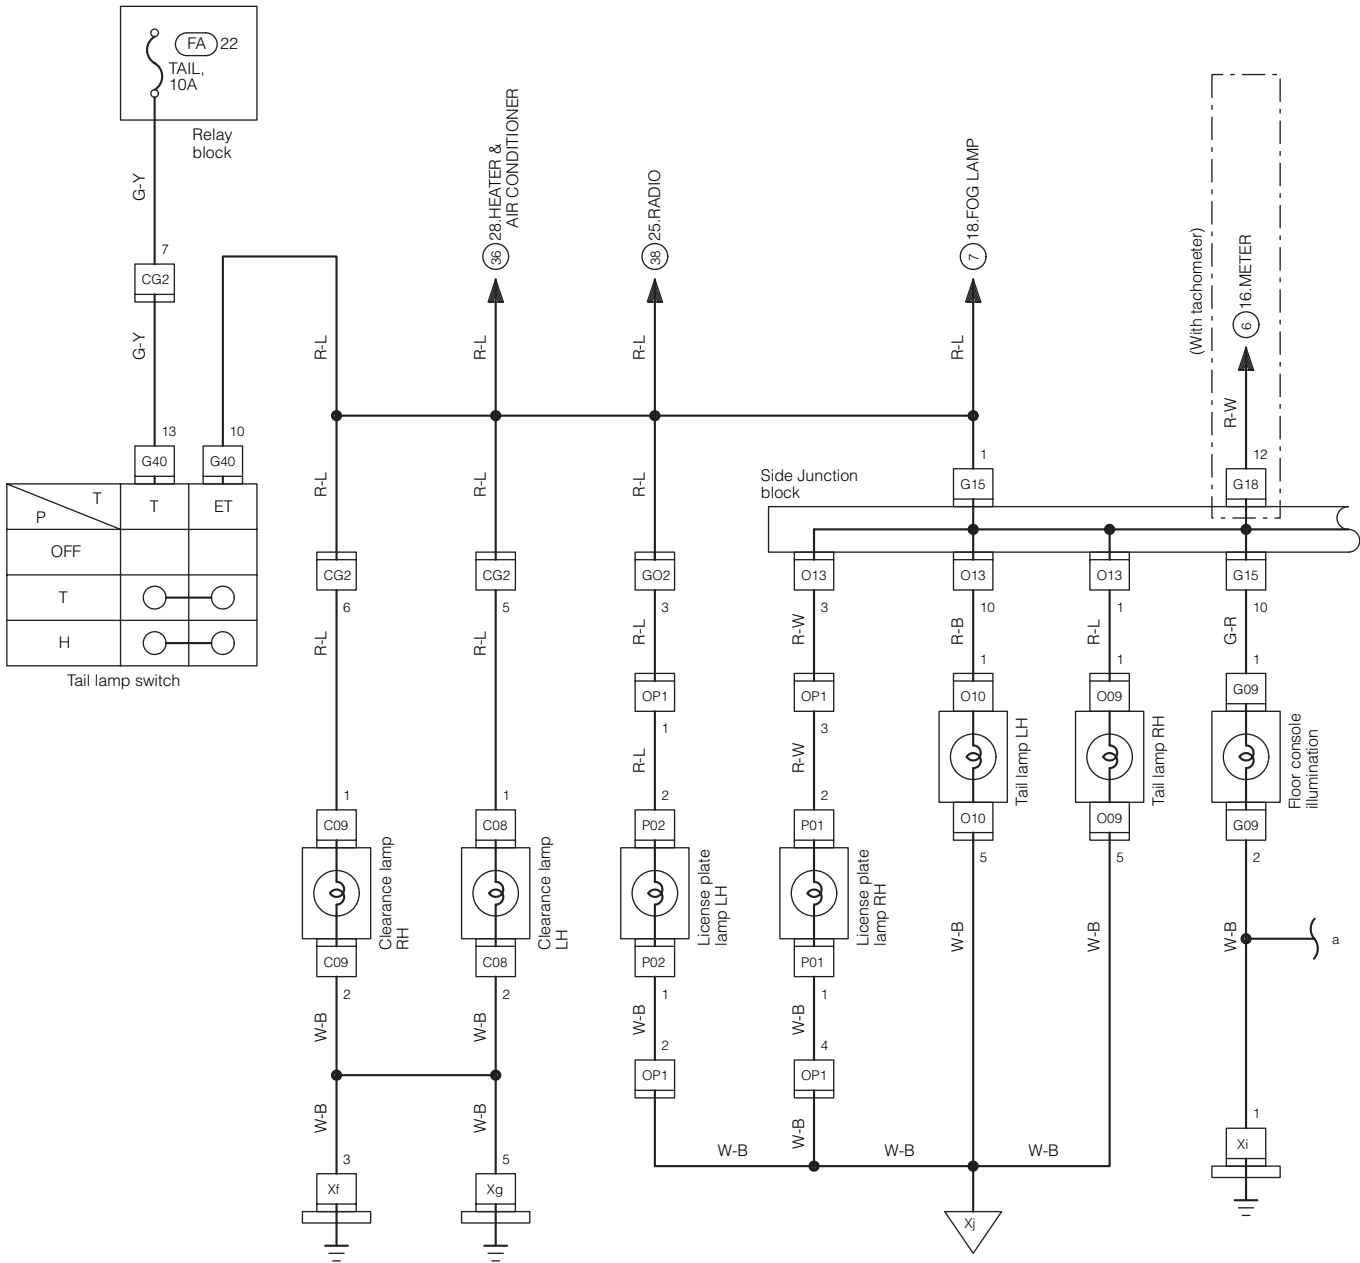 FA 22
TAIL,
10A
Relay
block
G-Y
7
CG2
G-Y
13
10
G40
G40
T
P
T
ET
OFF
T
H
Tail lamp switch
R-L
36 28.HEATER &
AIR CONDITIONER
R-L
38 25.RADIO
R-L
7 18.FOG LAMP
R-L
(With tachometer)
6 16.METER
R-W
12
G18
1
G15
Side Junction
block
R-L
R-L
R-L
CG2
CG2
GO2
O13
O13
O13
G15
6
5
3
3
10
1
10
R-L
R-L
R-L
R-W
R-B
R-L
G-R
1
1
1
OP1
OP1
O10
O09
G09
1
3
R-L
R-W
Tail lamp LH
Tail lamp RH
Floor console
illumination
1
1
2
2
C09
C08
P02
P01
O10
O09
G09
5
5
2
Clearance lamp
RH
Clearance lamp
LH
License plate
lamp LH
License plate
lamp RH
C09
C08
P02
P01
W-B
W-B
W-B
a
2
2
1
1
W-B
W-B
W-B
W-B
2
4
OP1
OP1
W-B
W-B
W-B
W-B
W-B
W-B
3
5
1
Xf
Xg
Xj
Xi